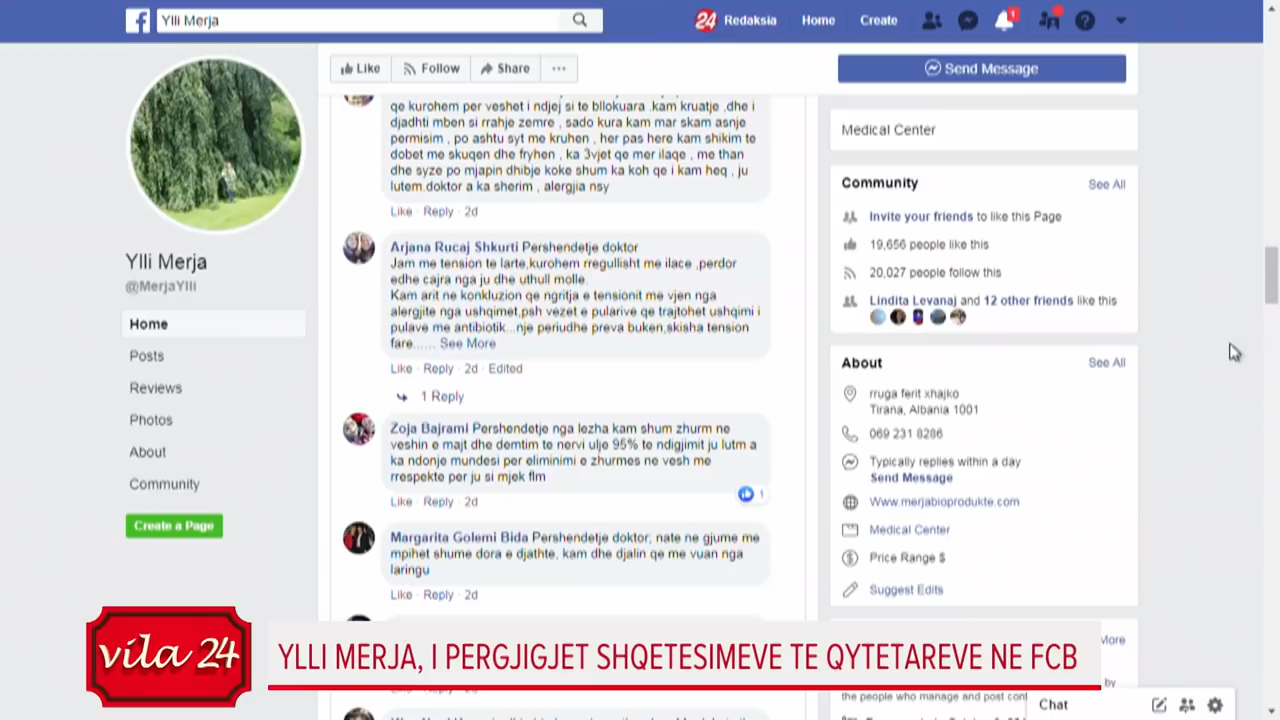 Ylli Merja
24 Redaksia
Home
Create
1
Like
Follow
Share
Send Message
Ylli Merja
@MerjaYlli
Home
Posts
Reviews
Photos
About
Community
Create a Page
qe kurohem per veshet i ndjej si te bllokuara .kam kruatje ,dhe i
djadhti mben si rrahje zemre , sado kura kam mar skam asnje
permisim , po ashtu syt me kruhen , her pas here kam shikim te
dobet me skuqen dhe fryhen , ka 3vjet qe mer ilaqe , me than
dhe syze po mjapin dhibje koke shum ka koh qe i kam heq , ju
lutem.doktor a ka sherim , alergjia nsy
Like · Reply · 2d
Arjana Rucaj Shkurti Pershendetje doktor
Jam me tension te larte,kurohem rregullisht me ilace ,perdor
edhe cajra nga ju dhe uthull molle.
Kam arit ne konkluzion qe ngritja e tensionit me vjen nga
alergjite nga ushqimet,psh vezet e pularive qe trajtohet ushqimi i
pulave me antibiotik...nje periudhe preva buken,skisha tension
fare...... See More
Like · Reply · 2d · Edited
1 Reply
Zoja Bajrami Pershendetje nga lezha kam shum zhurm ne
veshin e majt dhe demtim te nervi ulje 95% te ndigjimit ju lutm a
ka ndonje mundesi per eliminimi e zhurmes ne vesh me
rrespekte per ju si mjek flm
1
Like · Reply · 2d
Margarita Golemi Bida Pershendetje doktor, nate ne gjume me
mpihet shume dora e djathte, kam dhe djalin qe me vuan nga
laringu
Like · Reply · 2d
Medical Center
Community
See All
Invite your friends to like this Page
19,656 people like this
20,027 people follow this
Lindita Levanaj and 12 other friends like this
About
See All
rruga ferit xhajko
Tirana, Albania 1001
069 231 8286
Typically replies within a day
Send Message
Www.merjabioprodukte.com
Medical Center
Price Range $
Suggest Edits
More
by
the people who manage and post
Chat
vila 24
YLLI MERJA, I PERGJIGJET SHQETESIMEVE TE QYTETAREVE NE FCB